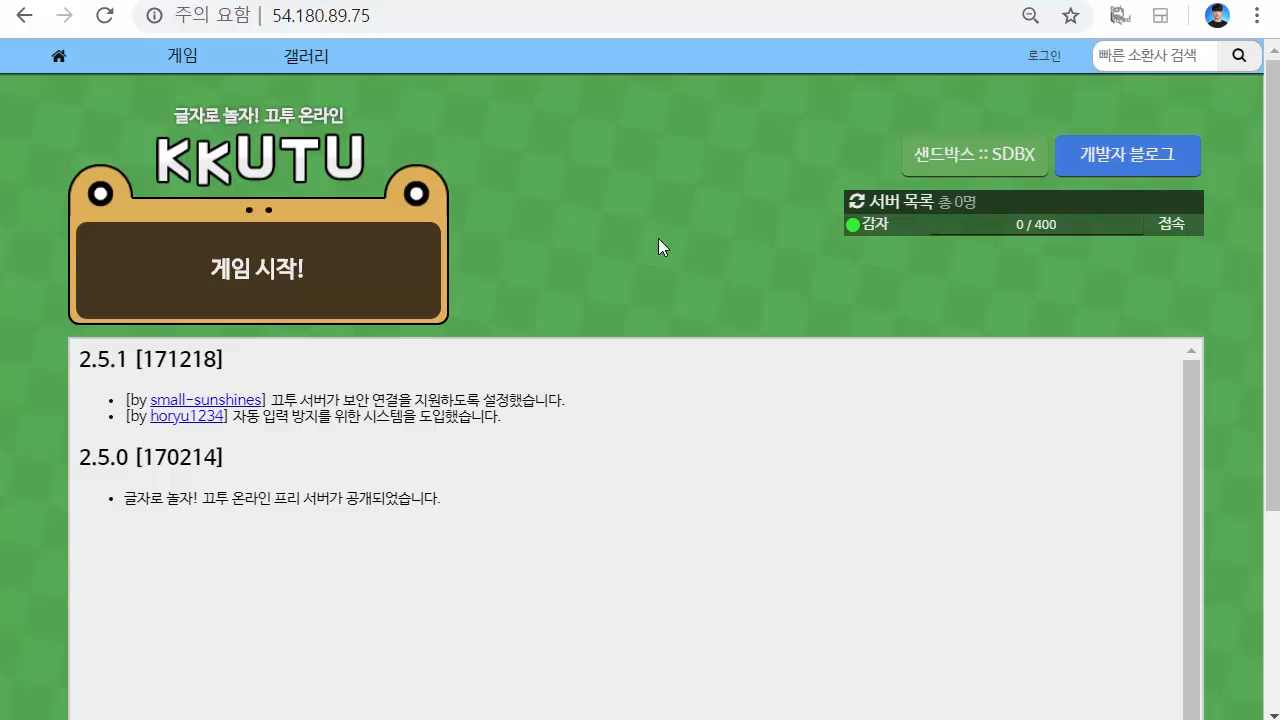 주의 요함 | 54.180.89.75
게임 갤러리 로그인 빠른 소환사 검색
글자로 놀자! 끄투 온라인
KKUTU
샌드박스 :: SDBX 개발자 블로그
서버 목록 총 0명
감자 0 / 400 접속
게임 시작!
2.5.1 [171218]
[by small-sunshines] 끄투 서버가 보안 연결을 지원하도록 설정했습니다.
[by horyu1234] 자동 입력 방지를 위한 시스템을 도입했습니다.
2.5.0 [170214]
글자로 놀자! 끄투 온라인 프리 서버가 공개되었습니다.